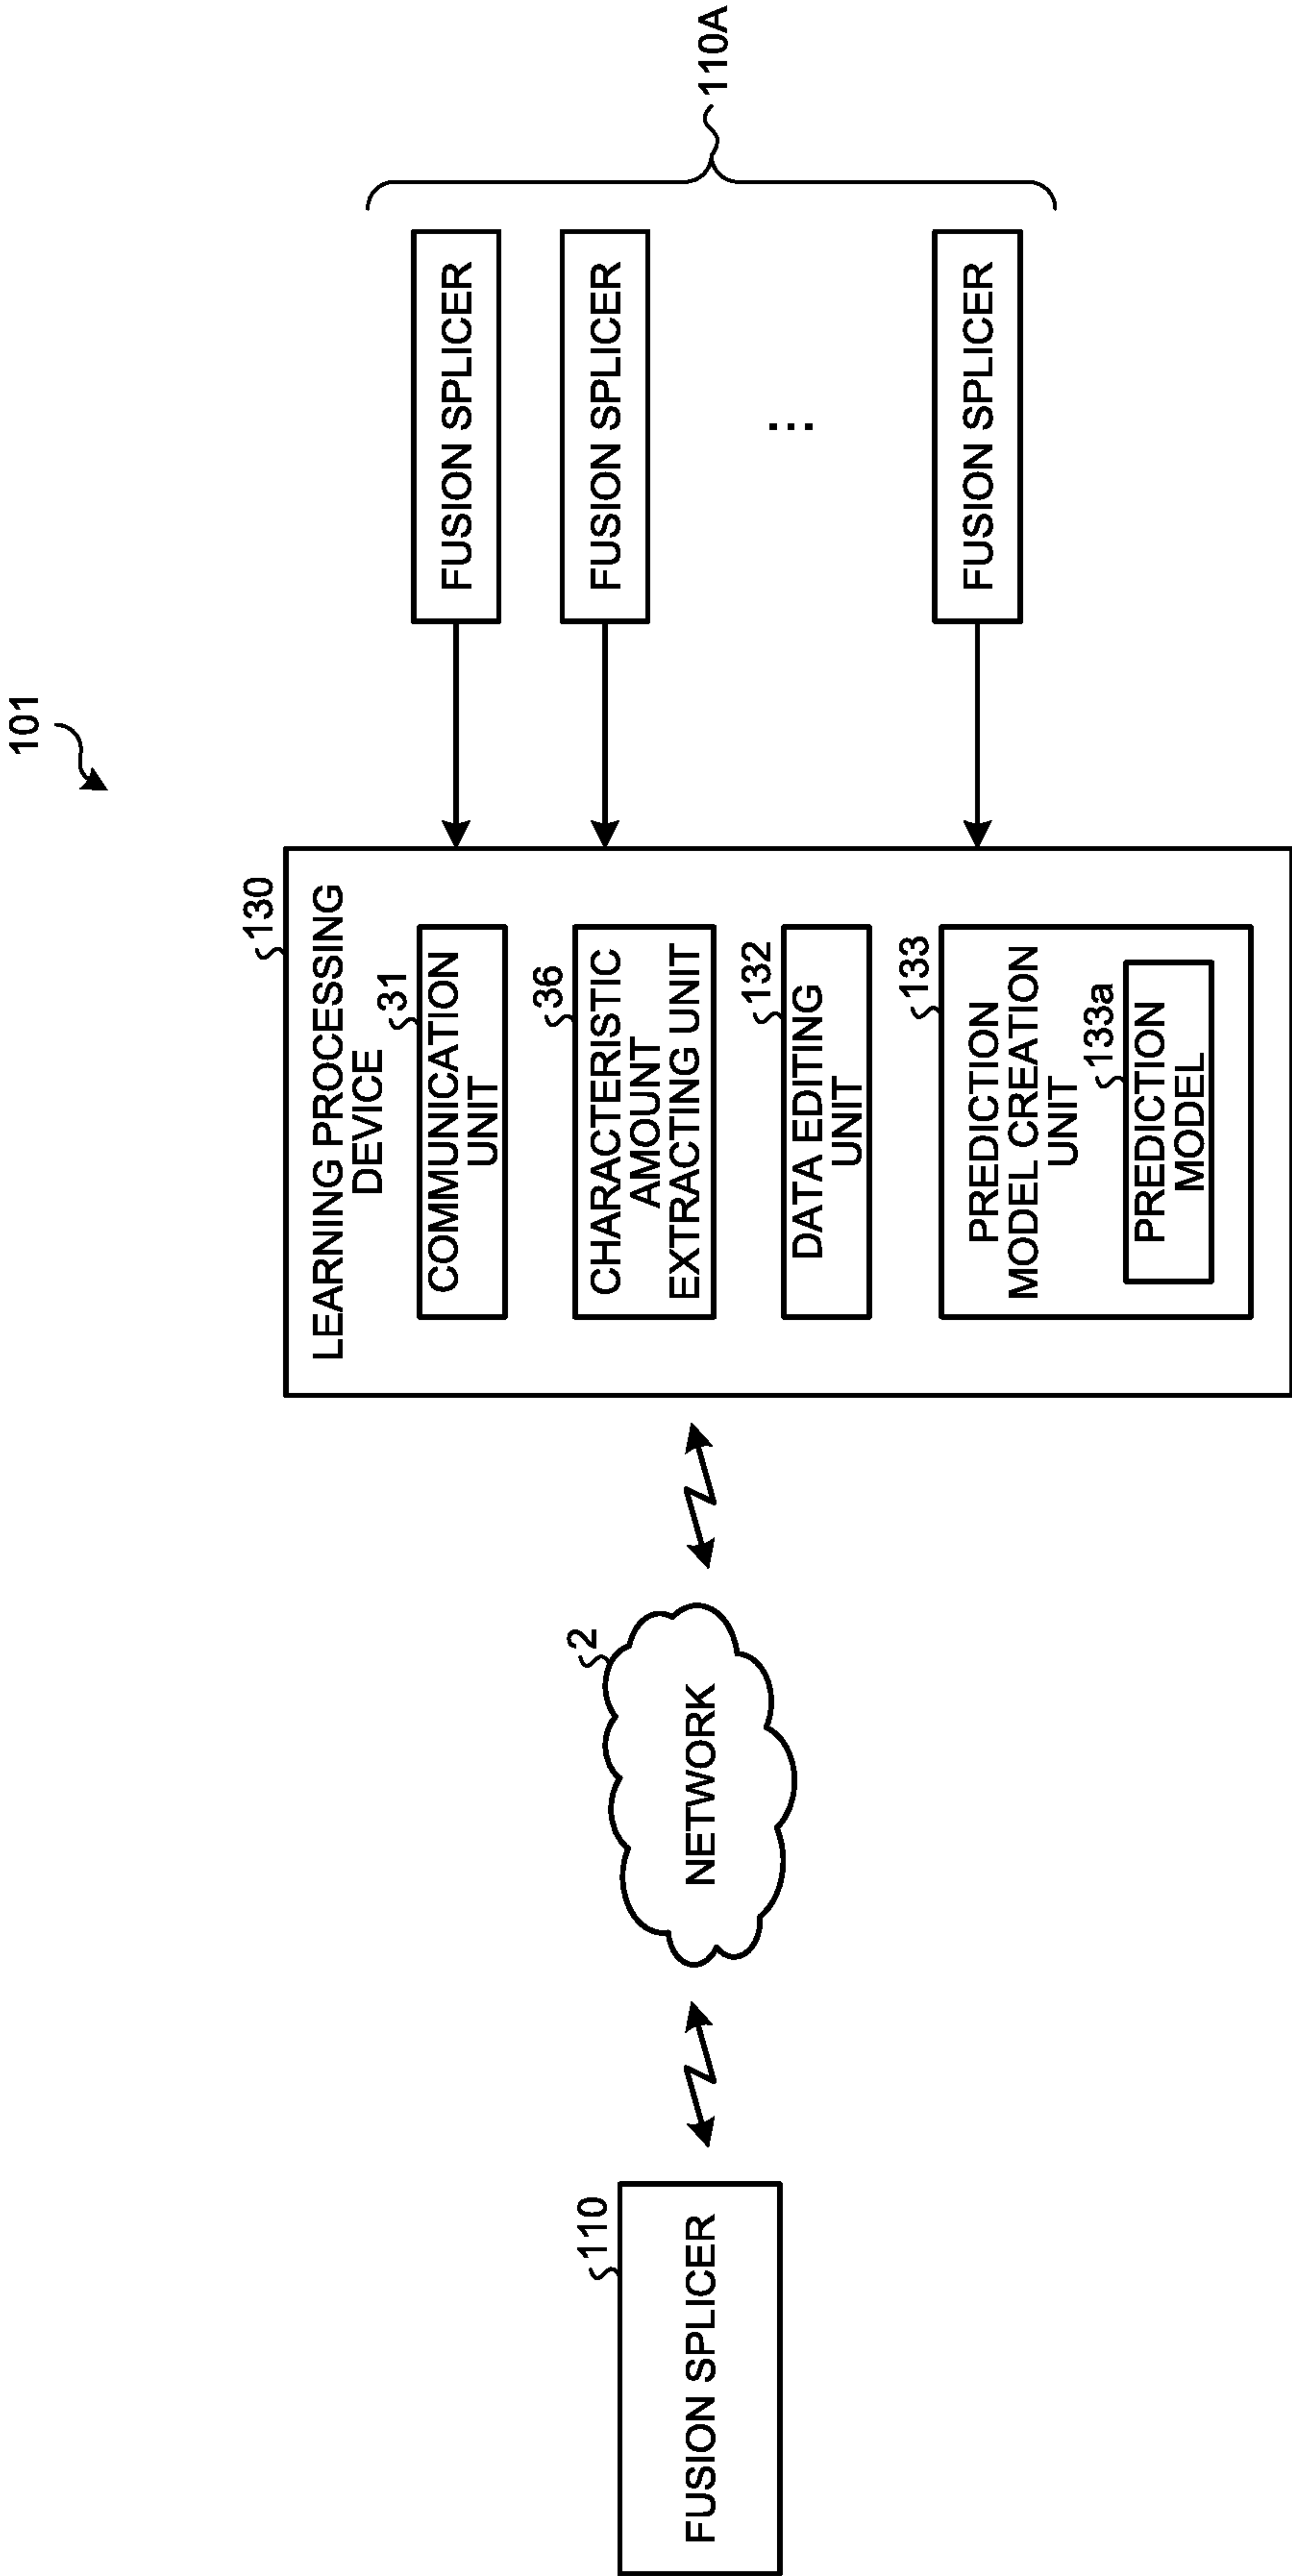 101
110
FUSION SPLICER
2
NETWORK
130
LEARNING PROCESSING
DEVICE
31
COMMUNICATION
UNIT
36
CHARACTERISTIC
AMOUNT
EXTRACTING UNIT
132
DATA EDITING
UNIT
133
PREDICTION
MODEL CREATION
UNIT
133a
PREDICTION
MODEL
FUSION SPLICER
FUSION SPLICER
...
FUSION SPLICER
110A